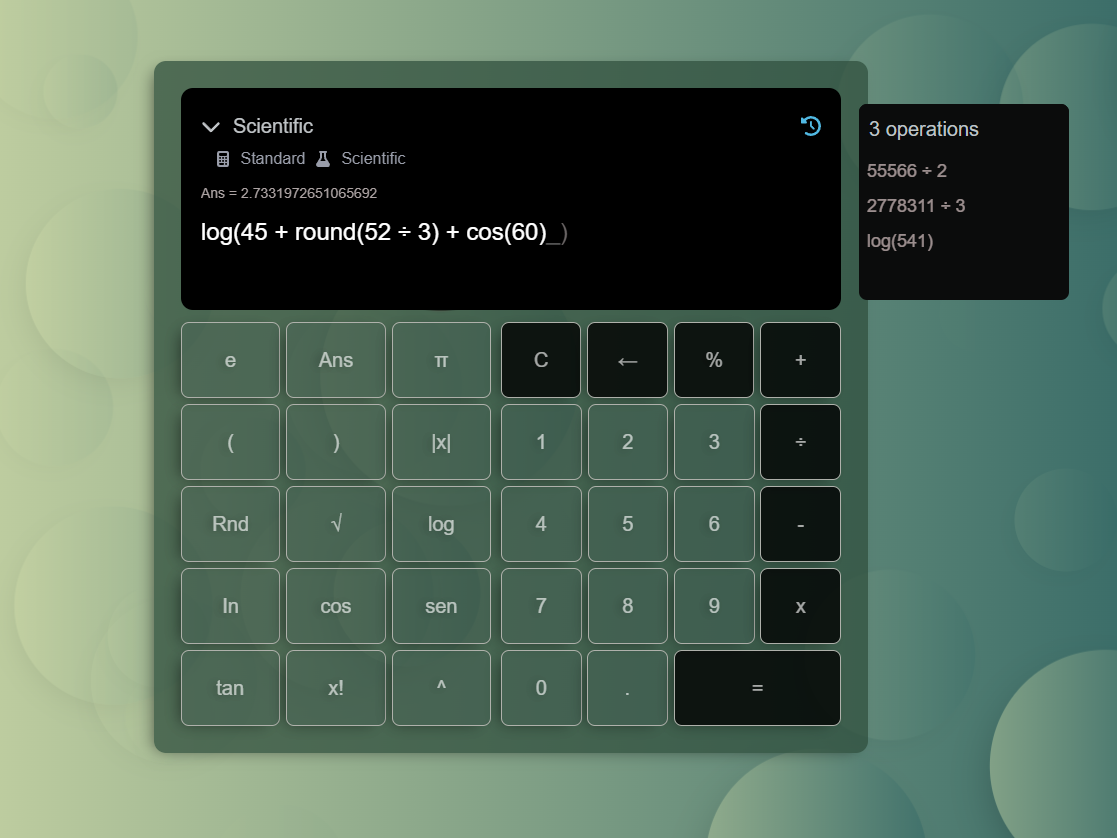 Scientific
3 operations
Standard Scientific
55566 ÷ 2
Ans = 2.7331972651065692
2778311 ÷ 3
log(45 + round(52 ÷ 3) + cos(60)_)
log(541)
e Ans π C ← % +
( ) |x| 1 2 3 ÷
Rnd √ log 4 5 6 -
ln cos sen 7 8 9 x
tan x! ^ 0 . =